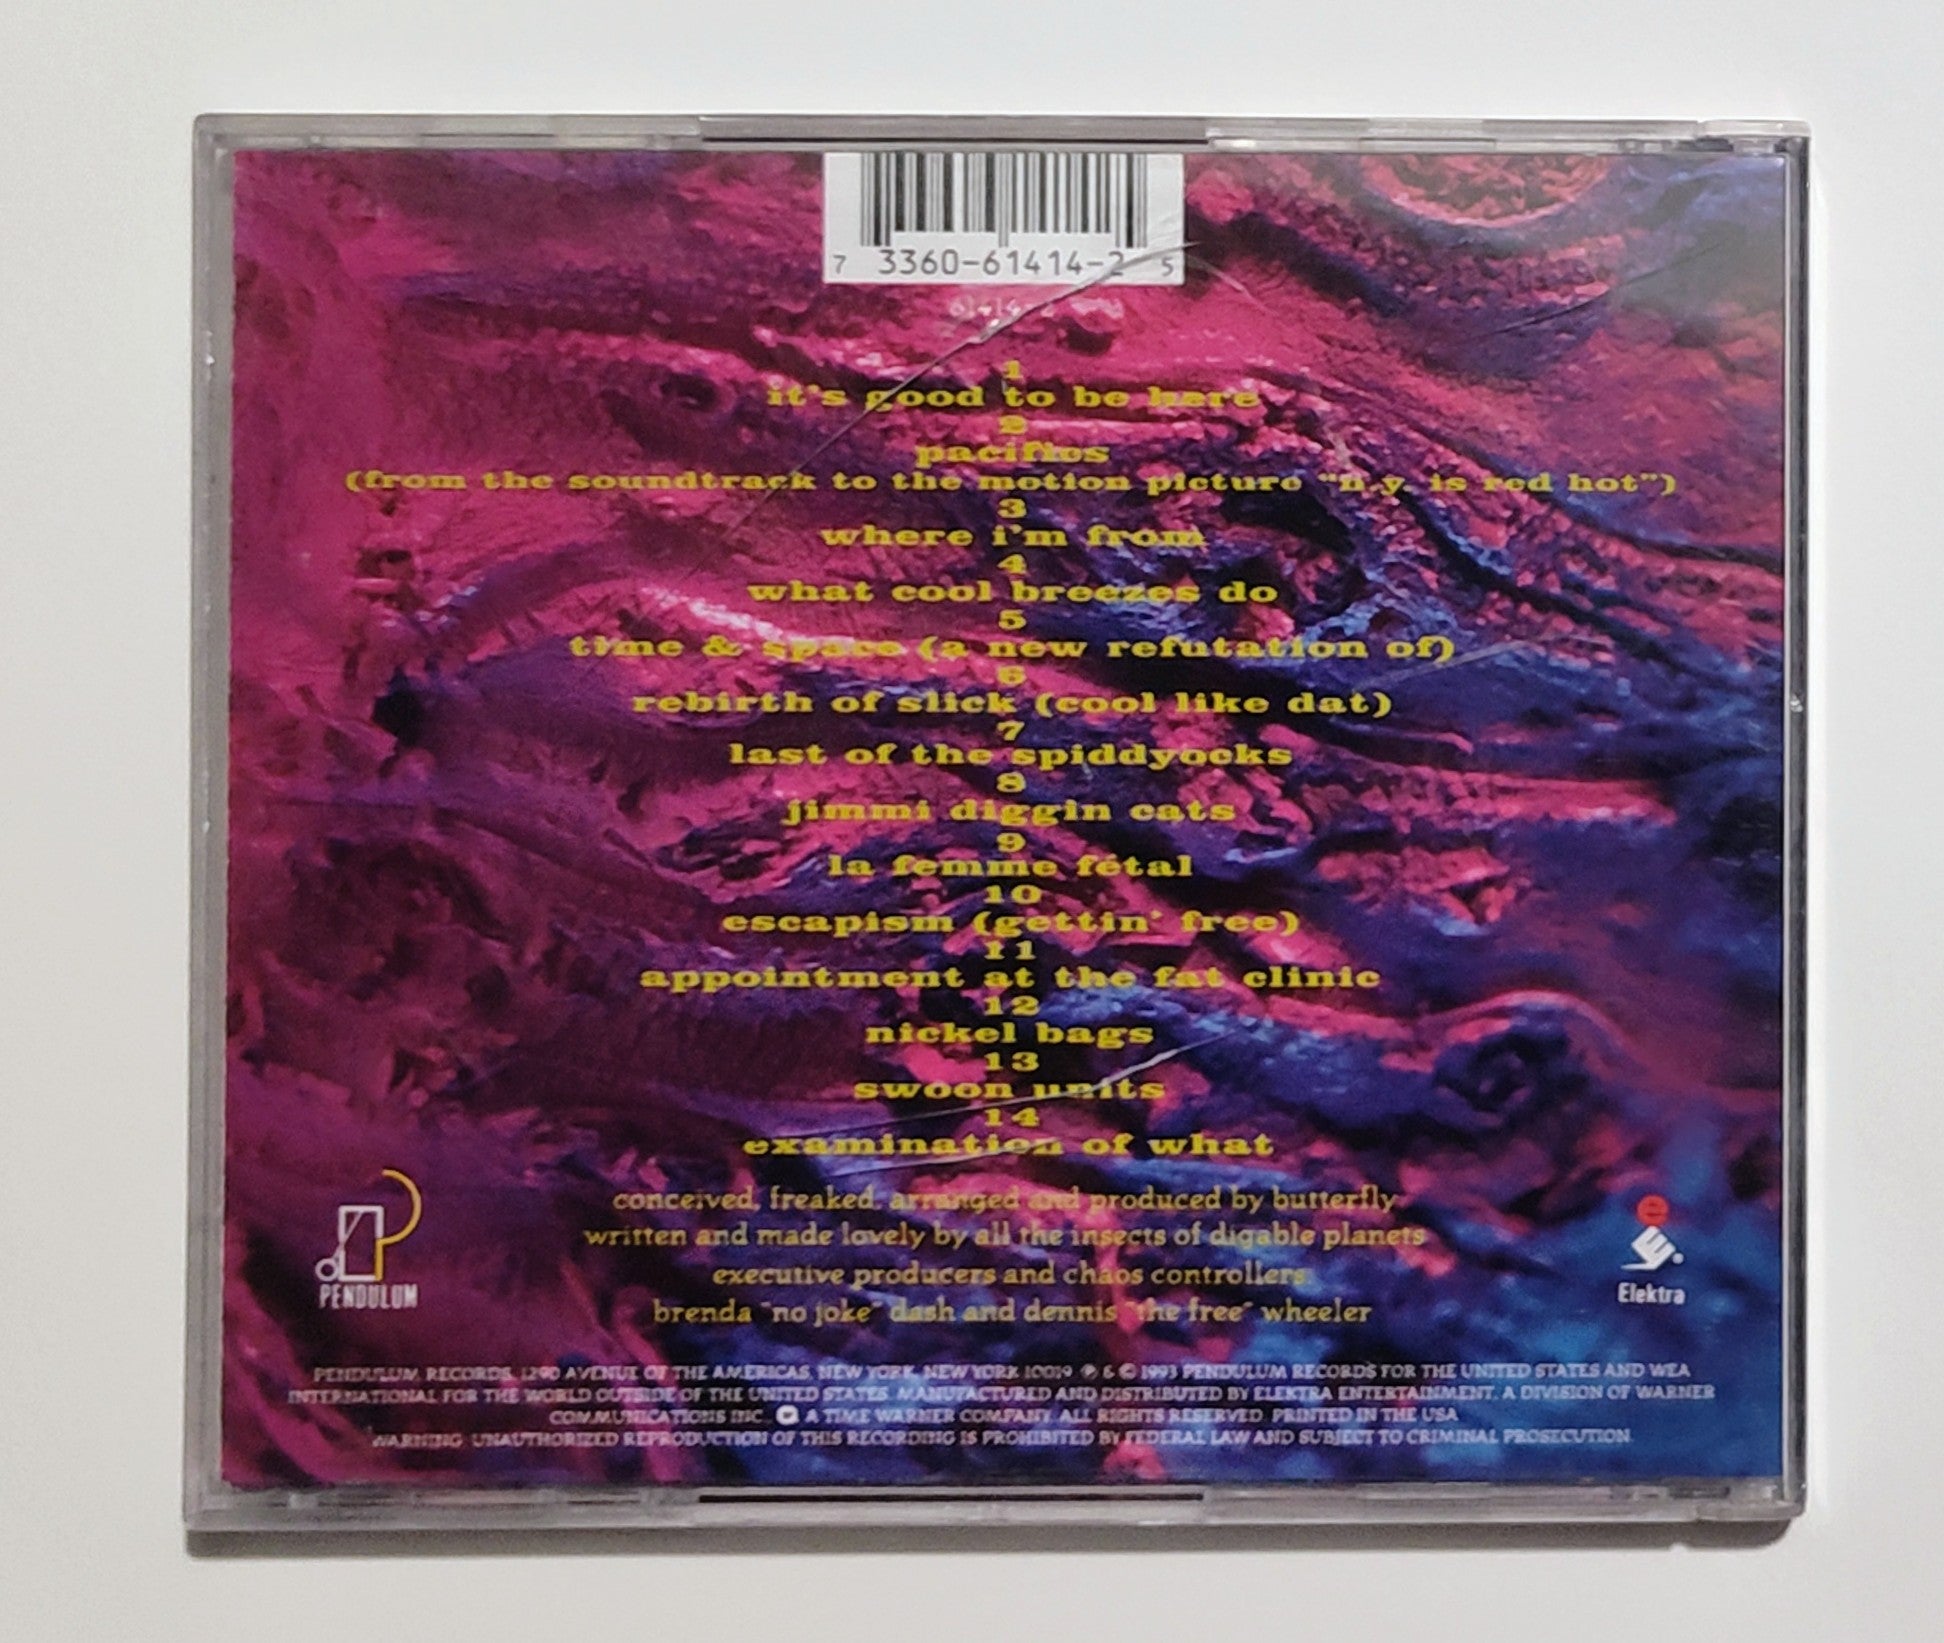 7 33360-61414-2 5
61414-2
1
it's good to be here
2
pacifics
(from the soundtrack to the motion picture "n.y. is red hot")
3
where i'm from
4
what cool breezes do
5
time & space (a new refutation of)
6
rebirth of slick (cool like dat)
7
last of the spiddyocks
8
jimmi diggin cats
9
la femme fétal
10
escapism (gettin' free)
11
appointment at the fat clinic
12
nickel bags
13
swoon units
14
examination of what
conceived, freaked, arranged and produced by butterfly
written and made lovely by all the insects of digable planets
executive producers and chaos controllers:
brenda "no joke" dash and dennis "the free" wheeler
PENDULUM
e
Elektra
PENDULUM RECORDS, 1290 AVENUE OF THE AMERICAS, NEW YORK, NEW YORK 10019 ℗ & © 1993 PENDULUM RECORDS FOR THE UNITED STATES AND WEA
INTERNATIONAL FOR THE WORLD OUTSIDE OF THE UNITED STATES. MANUFACTURED AND DISTRIBUTED BY ELEKTRA ENTERTAINMENT, A DIVISION OF WARNER
COMMUNICATIONS INC. A TIME WARNER COMPANY. ALL RIGHTS RESERVED. PRINTED IN THE USA
WARNING: UNAUTHORIZED REPRODUCTION OF THIS RECORDING IS PROHIBITED BY FEDERAL LAW AND SUBJECT TO CRIMINAL PROSECUTION.